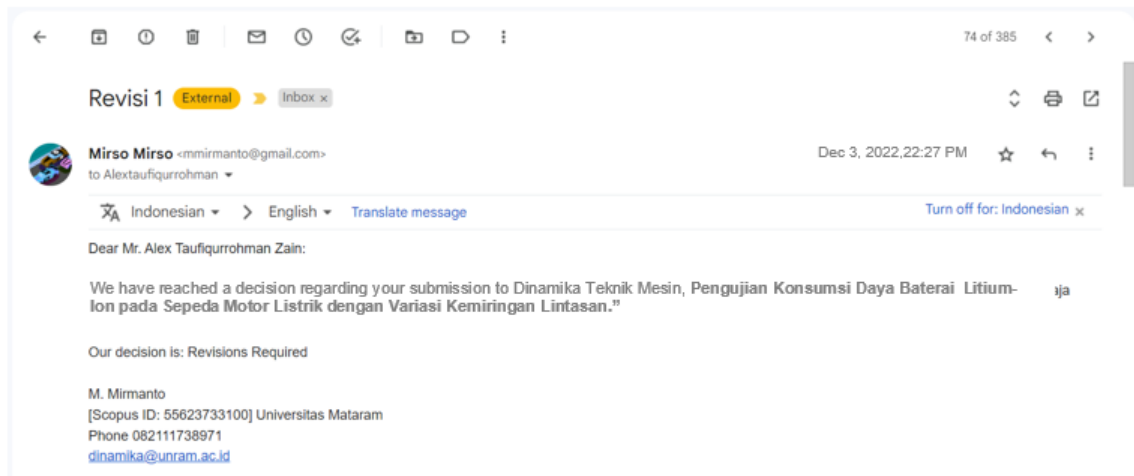 74 of 385
Revisi 1 External Inbox ×
Mirso Mirso <mmirmanto@gmail.com> Dec 3, 2022,22:27 PM
to Alextaufiqurrohman
Indonesian > English Translate message Turn off for: Indonesian ×
Dear Mr. Alex Taufiqurrohman Zain:
We have reached a decision regarding your submission to Dinamika Teknik Mesin, Pengujian Konsumsi Daya Baterai Litium- aja
Ion pada Sepeda Motor Listrik dengan Variasi Kemiringan Lintasan.”
Our decision is: Revisions Required
M. Mirmanto
[Scopus ID: 55623733100] Universitas Mataram
Phone 082111738971
dinamika@unram.ac.id